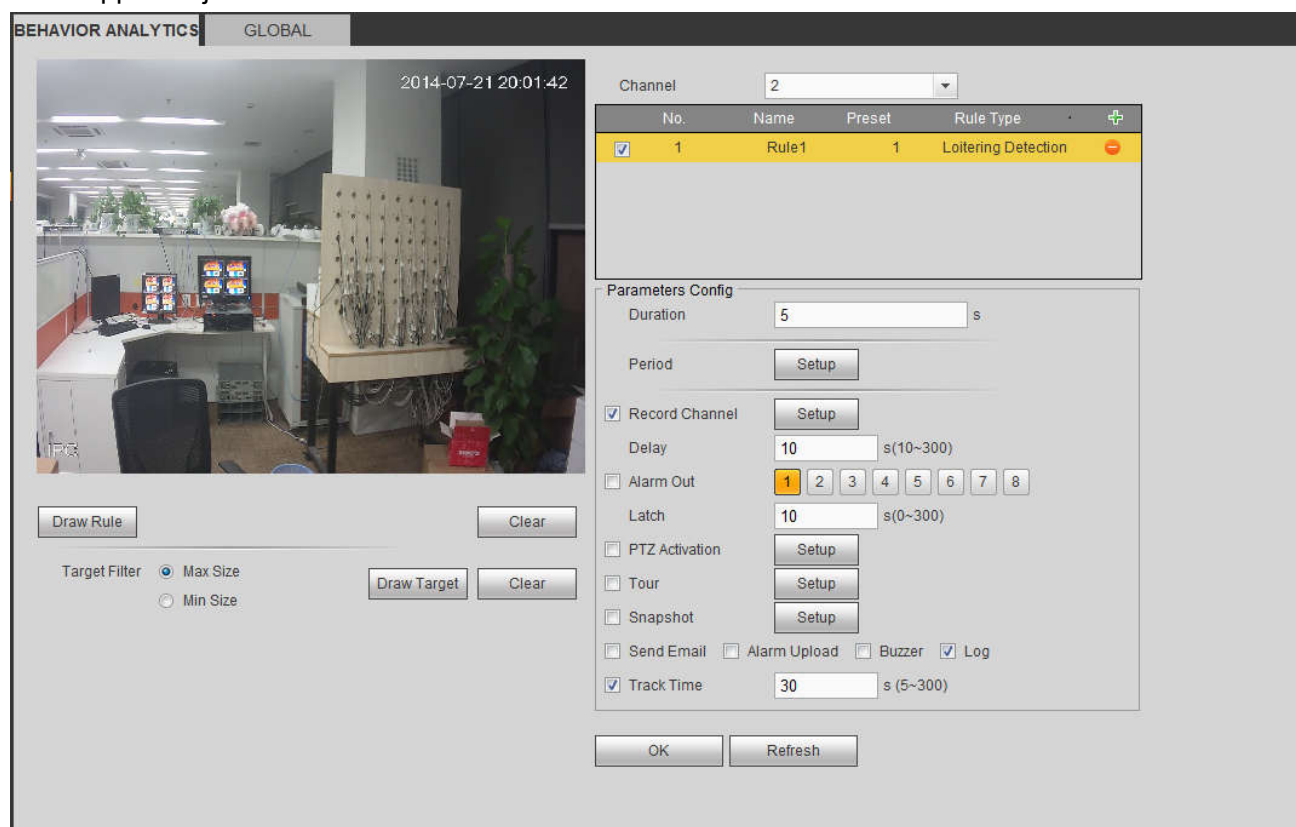 BEHAVIOR ANALYTICS GLOBAL
2014-07-21 20:01:42
IPC
Draw Rule Clear
Target Filter Max Size Draw Target Clear
Min Size
Channel 2
No. Name Preset Rule Type
1 Rule1 1 Loitering Detection
Parameters Config
Duration 5 s
Period Setup
Record Channel Setup
Delay 10 s(10~300)
Alarm Out 1 2 3 4 5 6 7 8
Latch 10 s(0~300)
PTZ Activation Setup
Tour Setup
Snapshot Setup
Send Email Alarm Upload Buzzer Log
Track Time 30 s (5~300)
OK Refresh